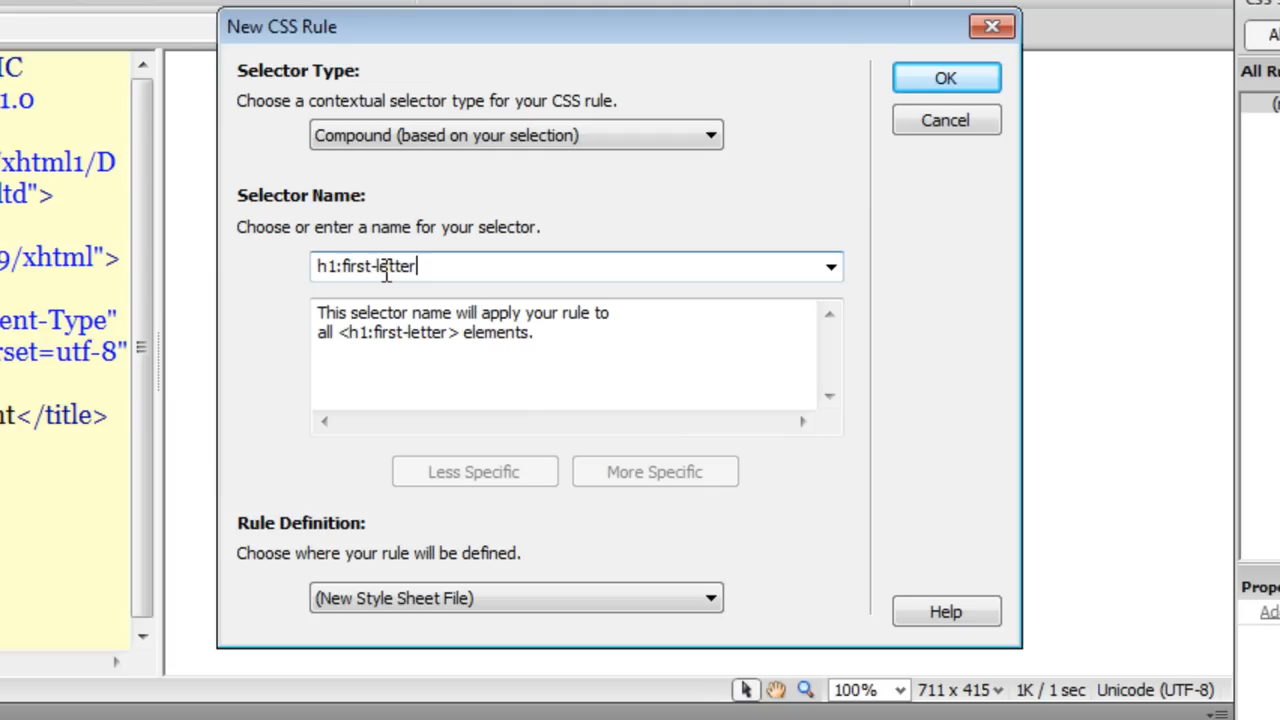 New CSS Rule
Selector Type:
Choose a contextual selector type for your CSS rule.
Compound (based on your selection)
Selector Name:
Choose or enter a name for your selector.
h1:first-letter
This selector name will apply your rule to
all <h1:first-letter> elements.
Less Specific
More Specific
Rule Definition:
Choose where your rule will be defined.
(New Style Sheet File)
OK
Cancel
Help
IC
1.0
/xhtml1/D
ltd">
9/xhtml">
ent-Type"
rset=utf-8"
nt</title>
All Ru
Prope
100%
711 x 415
1K / 1 sec
Unicode (UTF-8)